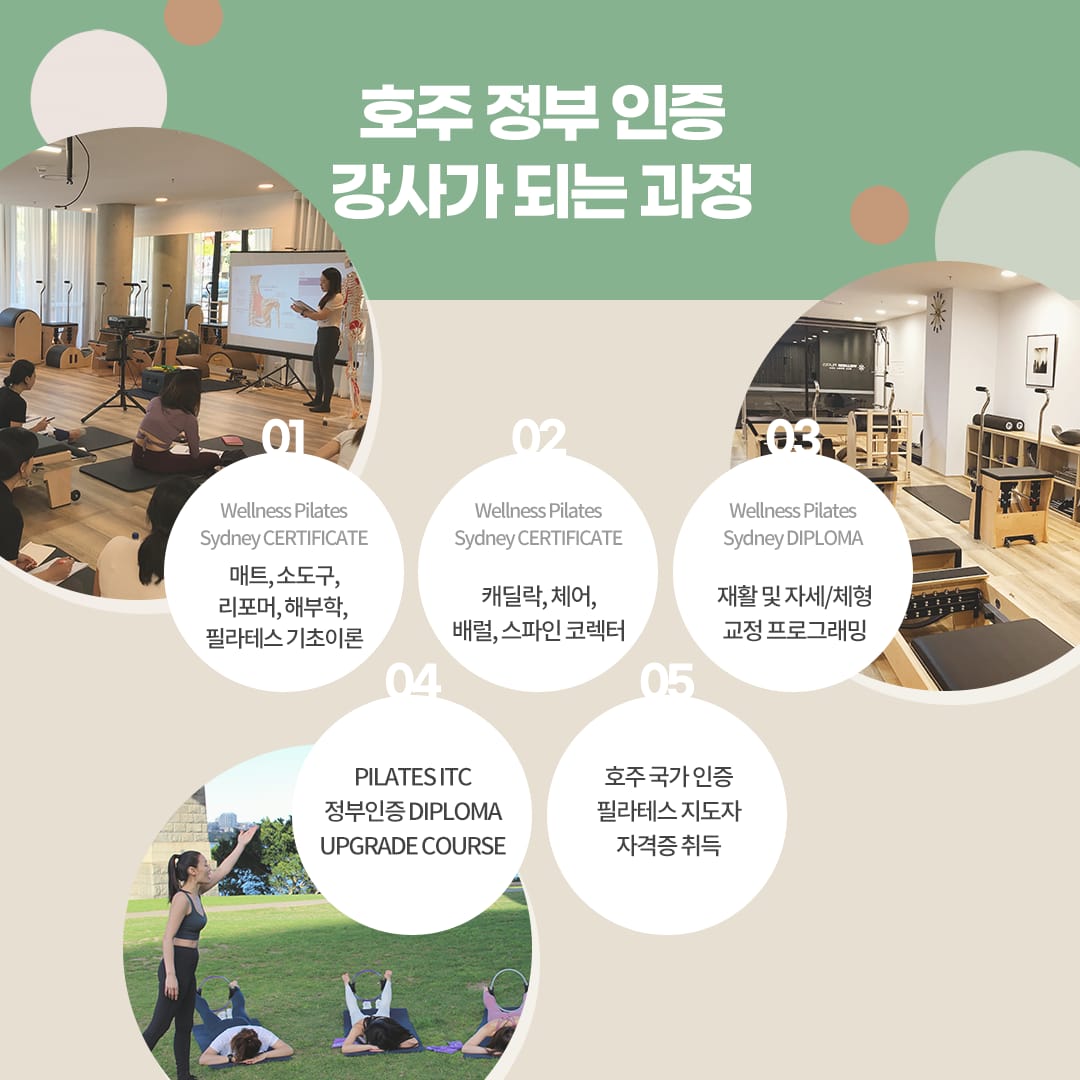 호주 정부 인증
강사가 되는 과정
01
Wellness Pilates
Sydney CERTIFICATE
매트, 소도구,
리포머, 해부학,
필라테스 기초이론
02
Wellness Pilates
Sydney CERTIFICATE
캐딜락, 체어,
배럴, 스파인 코렉터
03
Wellness Pilates
Sydney DIPLOMA
재활 및 자세/체형
교정 프로그래밍
04
PILATES ITC
정부인증 DIPLOMA
UPGRADE COURSE
05
호주 국가 인증
필라테스 지도자
자격증 취득